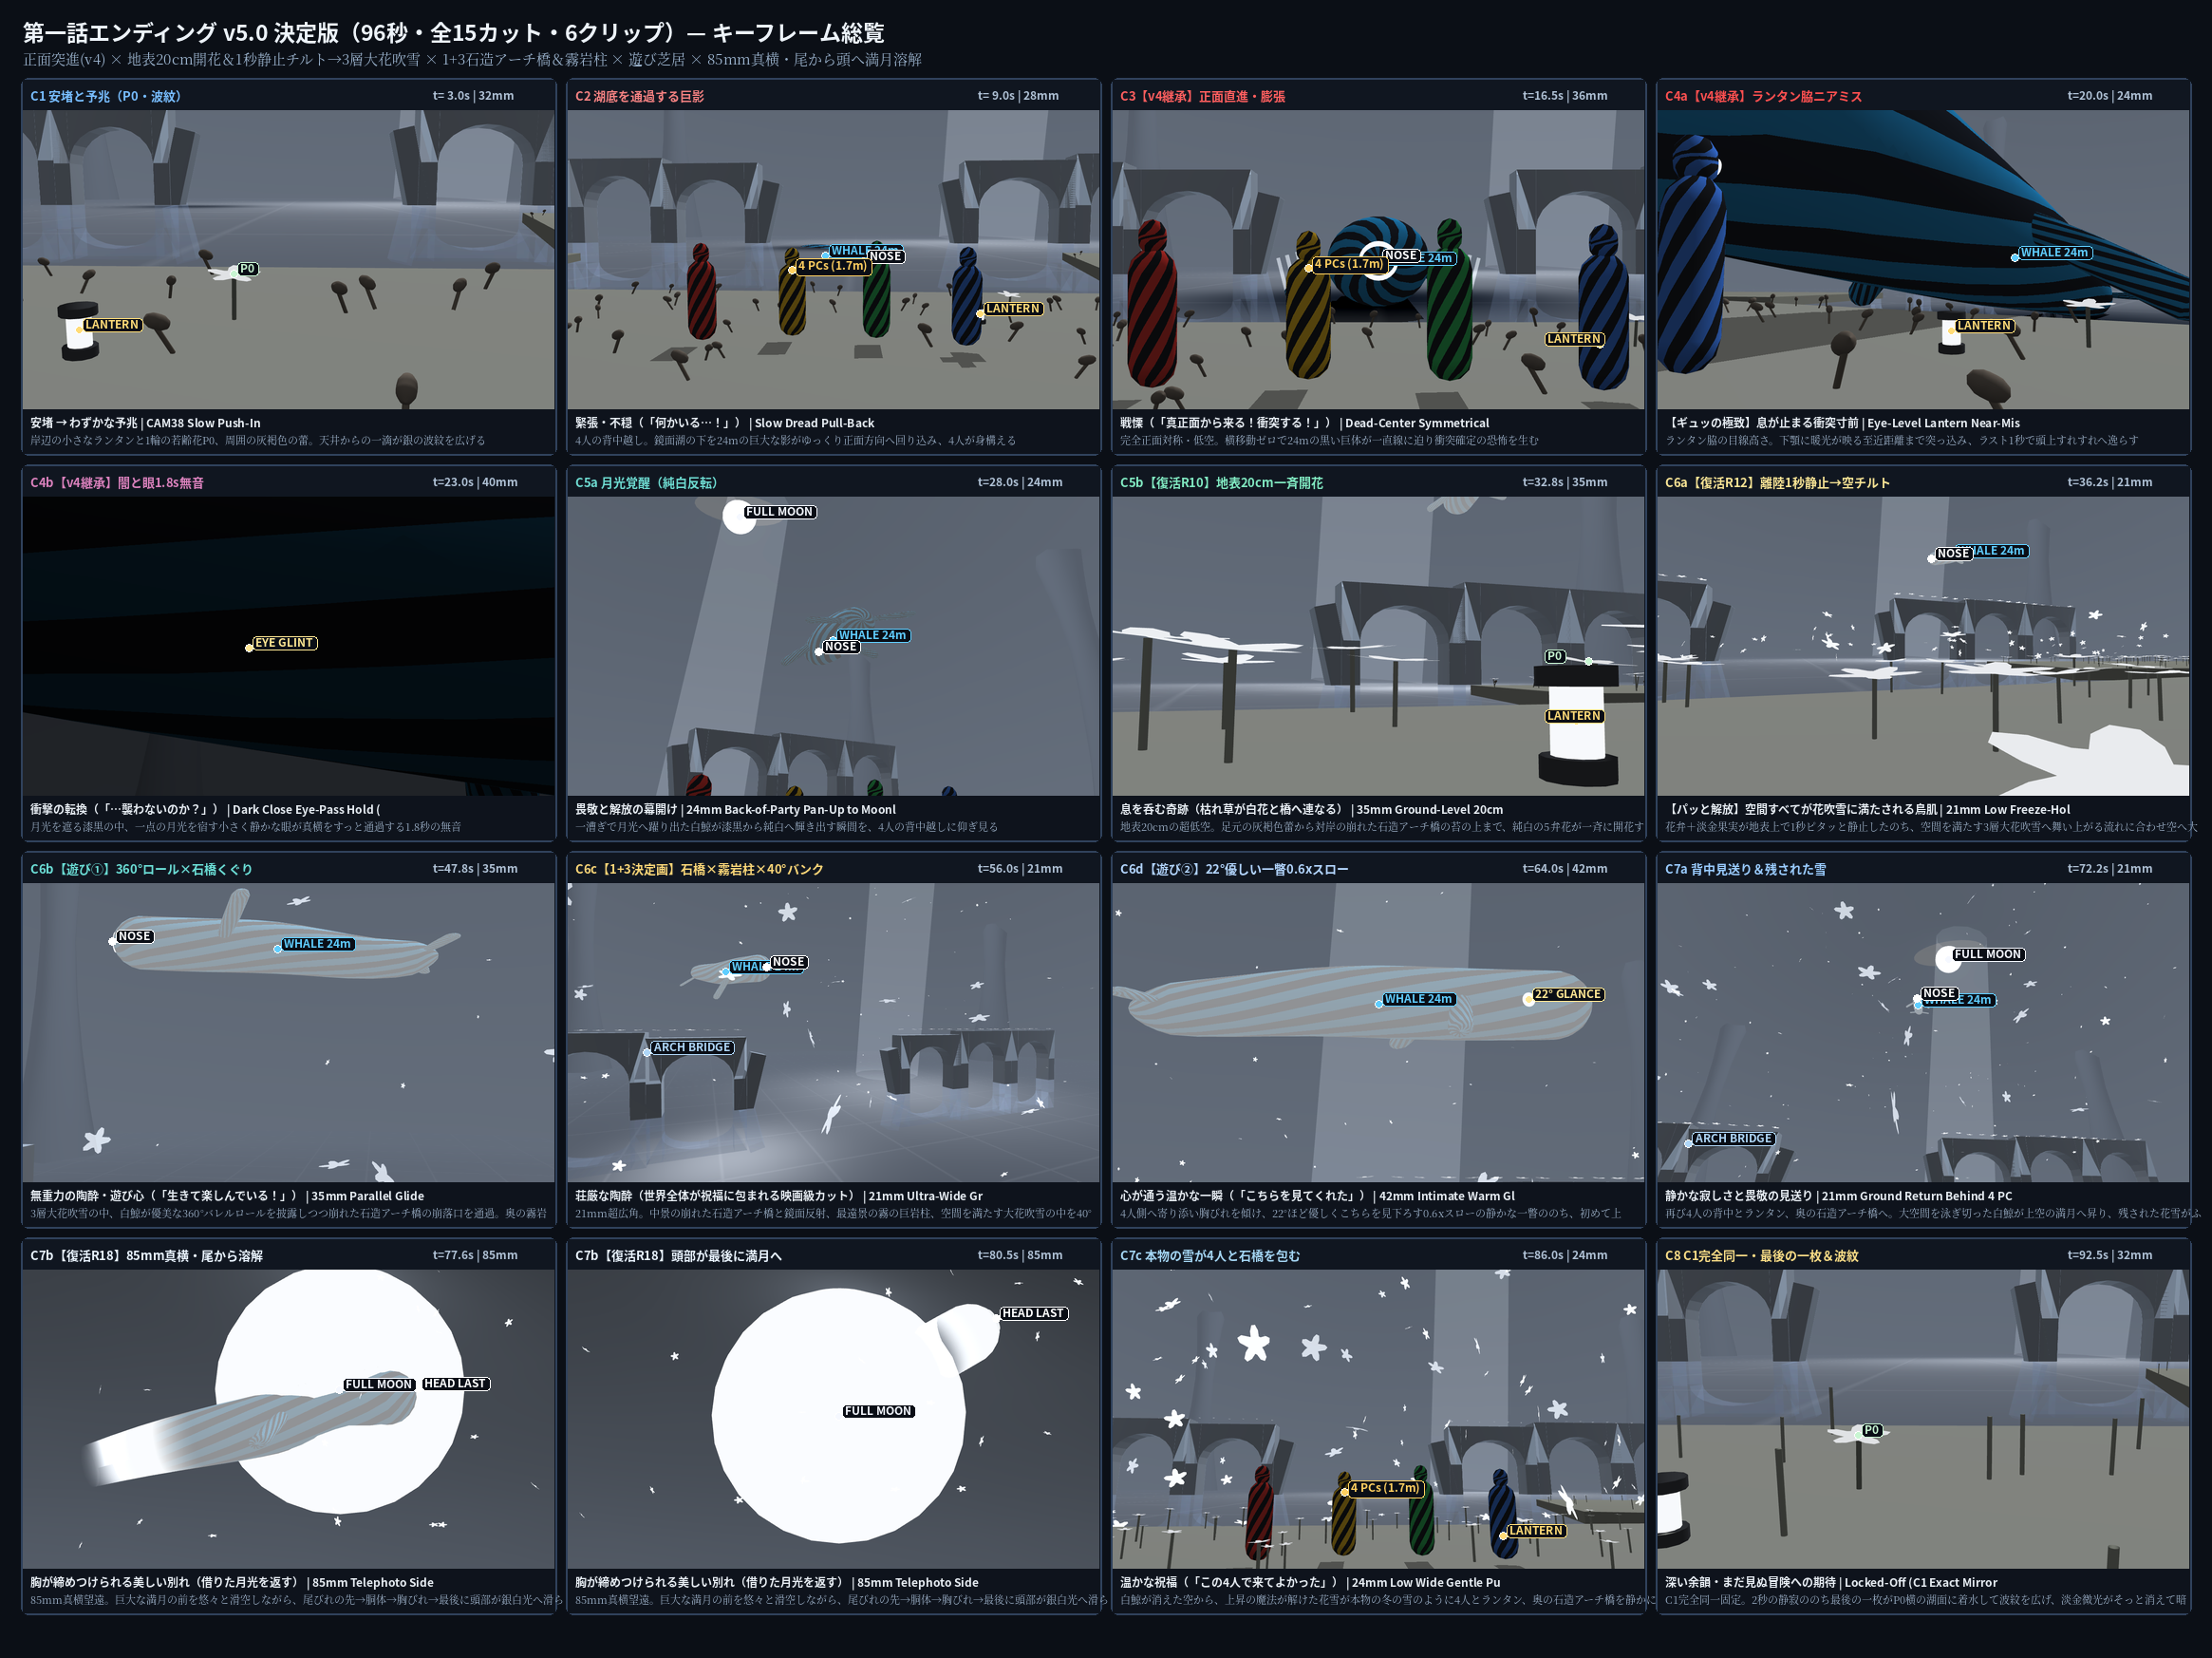 第一話エンディング v5.0 決定版（96秒・全15カット・6クリップ）— キーフレーム総覧
正面突進(v4) × 地表20cm開花＆1秒静止チルト→3層大花吹雪 × 1+3石造アーチ橋＆霧岩柱 × 遊び芝居 × 85mm真横・尾から頭へ満月溶解
C1 安堵と予兆（P0・波紋） t= 3.0s | 32mm
P0
LANTERN
安堵 → わずかな予兆 | CAM38 Slow Push-In
岸辺の小さなランタンと1輪の若齢花P0、周囲の灰褐色の蕾。天井からの一滴が銀の波紋を広げる
C2 湖底を通過する巨影 t= 9.0s | 28mm
WHALE 24m
NOSE
4 PCs (1.7m)
LANTERN
緊張・不穏（「何かいる…！」） | Slow Dread Pull-Back
4人の背中越し。鏡面湖の下を24mの巨大な影がゆっくり正面方向へ回り込み、4人が身構える
C3【v4継承】正面直進・膨張 t=16.5s | 36mm
NOSE
E 24m
4 PCs (1.7m)
LANTERN
戦慄（「真正面から来る！衝突する！」） | Dead-Center Symmetrical
完全正面対称・低空。横移動ゼロで24mの黒い巨体が一直線に迫り衝突確定の恐怖を生む
C4a【v4継承】ランタン脇ニアミス t=20.0s | 24mm
WHALE 24m
LANTERN
【ギュッの極致】息が止まる衝突寸前 | Eye-Level Lantern Near-Mis
ランタン脇の目線高さ。下顎に暖光が映る至近距離まで突っ込み、ラスト1秒で頭上すれすれへ逸らす
C4b【v4継承】闇と眼1.8s無音 t=23.0s | 40mm
EYE GLINT
衝撃の転換（「…襲わないのか？」） | Dark Close Eye-Pass Hold (
月光を遮る漆黒の中、一点の月光を宿す小さく静かな眼が真横をすっと通過する1.8秒の無音
C5a 月光覚醒（純白反転） t=28.0s | 24mm
FULL MOON
WHALE 24m
NOSE
畏敬と解放の幕開け | 24mm Back-of-Party Pan-Up to Moonl
一漕ぎで月光へ躍り出た白鯨が漆黒から純白へ輝き出す瞬間を、4人の背中越しに仰ぎ見る
C5b【復活R10】地表20cm一斉開花 t=32.8s | 35mm
P0
LANTERN
息を呑む奇跡（枯れ草が白花と橋へ連なる） | 35mm Ground-Level 20cm
地表20cmの超低空。足元の灰褐色蕾から対岸の崩れた石造アーチ橋の苔の上まで、純白の5弁花が一斉に開花す
C6a【復活R12】離陸1秒静止→空チルト t=36.2s | 21mm
NOSE
HALE 24m
【パッと解放】空間すべてが花吹雪に満たされる鳥肌 | 21mm Low Freeze-Hol
花弁＋淡金果実が地表上で1秒ピタッと静止したのち、空間を満たす3層大花吹雪へ舞い上がる流れに合わせ空へ大
C6b【遊び①】360°ロール×石橋くぐり t=47.8s | 35mm
NOSE
WHALE 24m
無重力の陶酔・遊び心（「生きて楽しんでいる！」） | 35mm Parallel Glide
3層大花吹雪の中、白鯨が優美な360°バレルロールを披露しつつ崩れた石造アーチ橋の崩落口を通過。奥の霧岩
C6c【1+3決定画】石橋×霧岩柱×40°バンク t=56.0s | 21mm
NOSE
WHAL
ARCH BRIDGE
荘厳な陶酔（世界全体が祝福に包まれる映画級カット） | 21mm Ultra-Wide Gr
21mm超広角。中景の崩れた石造アーチ橋と鏡面反射、最遠景の霧の巨岩柱、空間を満たす大花吹雪の中を40°
C6d【遊び②】22°優しい一瞥0.6xスロー t=64.0s | 42mm
WHALE 24m
22° GLANCE
心が通う温かな一瞬（「こちらを見てくれた」） | 42mm Intimate Warm Gl
4人側へ寄り添い胸びれを傾け、22°ほど優しくこちらを見下ろす0.6xスローの静かな一瞥ののち、初めて上
C7a 背中見送り＆残された雪 t=72.2s | 21mm
FULL MOON
NOSE
WHALE 24m
ARCH BRIDGE
静かな寂しさと畏敬の見送り | 21mm Ground Return Behind 4 PC
再び4人の背中とランタン、奥の石造アーチ橋へ。大空間を泳ぎ切った白鯨が上空の満月へ昇り、残された花雪がふ
C7b【復活R18】85mm真横・尾から溶解 t=77.6s | 85mm
FULL MOON
HEAD LAST
胸が締めつけられる美しい別れ（借りた月光を返す） | 85mm Telephoto Side
85mm真横望遠。巨大な満月の前を悠々と滑空しながら、尾びれの先→胴体→胸びれ→最後に頭部が銀白光へ滑ら
C7b【復活R18】頭部が最後に満月へ t=80.5s | 85mm
HEAD LAST
FULL MOON
胸が締めつけられる美しい別れ（借りた月光を返す） | 85mm Telephoto Side
85mm真横望遠。巨大な満月の前を悠々と滑空しながら、尾びれの先→胴体→胸びれ→最後に頭部が銀白光へ滑ら
C7c 本物の雪が4人と石橋を包む t=86.0s | 24mm
4 PCs (1.7m)
LANTERN
温かな祝福（「この4人で来てよかった」） | 24mm Low Wide Gentle Pu
白鯨が消えた空から、上昇の魔法が解けた花雪が本物の冬の雪のように4人とランタン、奥の石造アーチ橋を静かに
C8 C1完全同一・最後の一枚＆波紋 t=92.5s | 32mm
P0
深い余韻・まだ見ぬ冒険への期待 | Locked-Off (C1 Exact Mirror
C1完全同一固定。2秒の静寂ののち最後の一枚がP0横の湖面に着水して波紋を広げ、淡金微光がそっと消えて暗